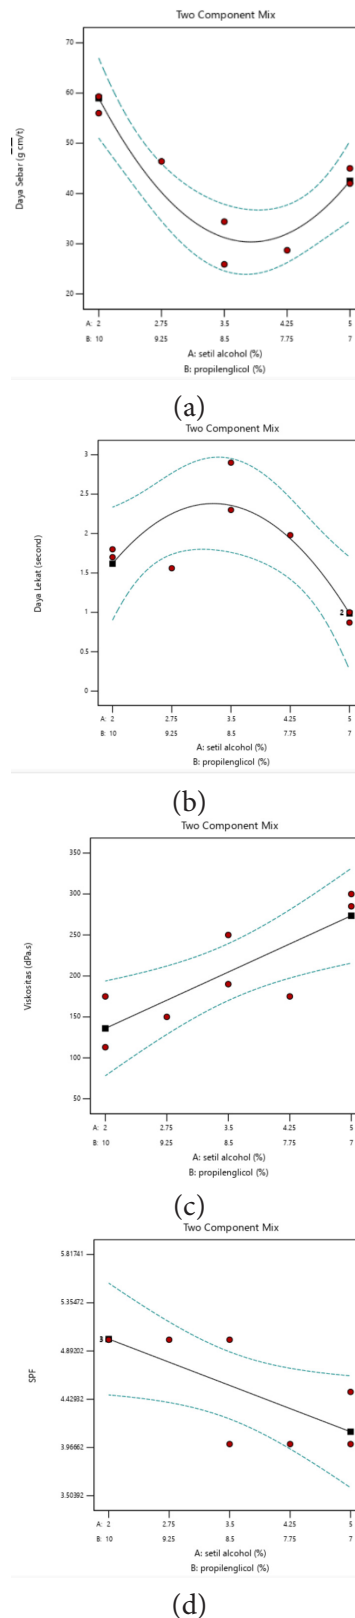 Two Component Mix
70
60
50
40
30
20
Daya Sebar (g cm/t)
A: 2 2.75 3.5 4.25 5
B: 10 9.25 8.5 7.75 7
A: setil alcohol (%)
B: propilenglicol (%)
(a)
Two Component Mix
3
2.5
2
1.5
1
0.5
0
Daya Lekat (second)
2
A: 2 2.75 3.5 4.25 5
B: 10 9.25 8.5 7.75 7
A: setil alcohol (%)
B: propilenglicol (%)
(b)
Two Component Mix
350
300
250
200
150
100
50
Viskositas (dPa.s)
A: 2 2.75 3.5 4.25 5
B: 10 9.25 8.5 7.75 7
A: setil alcohol (%)
B: propilenglicol (%)
(c)
Two Component Mix
5.81741
5.35472
4.89202
4.42932
3.96662
3.50392
SPF
3
A: 2 2.75 3.5 4.25 5
B: 10 9.25 8.5 7.75 7
A: setil alcohol (%)
B: propilenglicol (%)
(d)